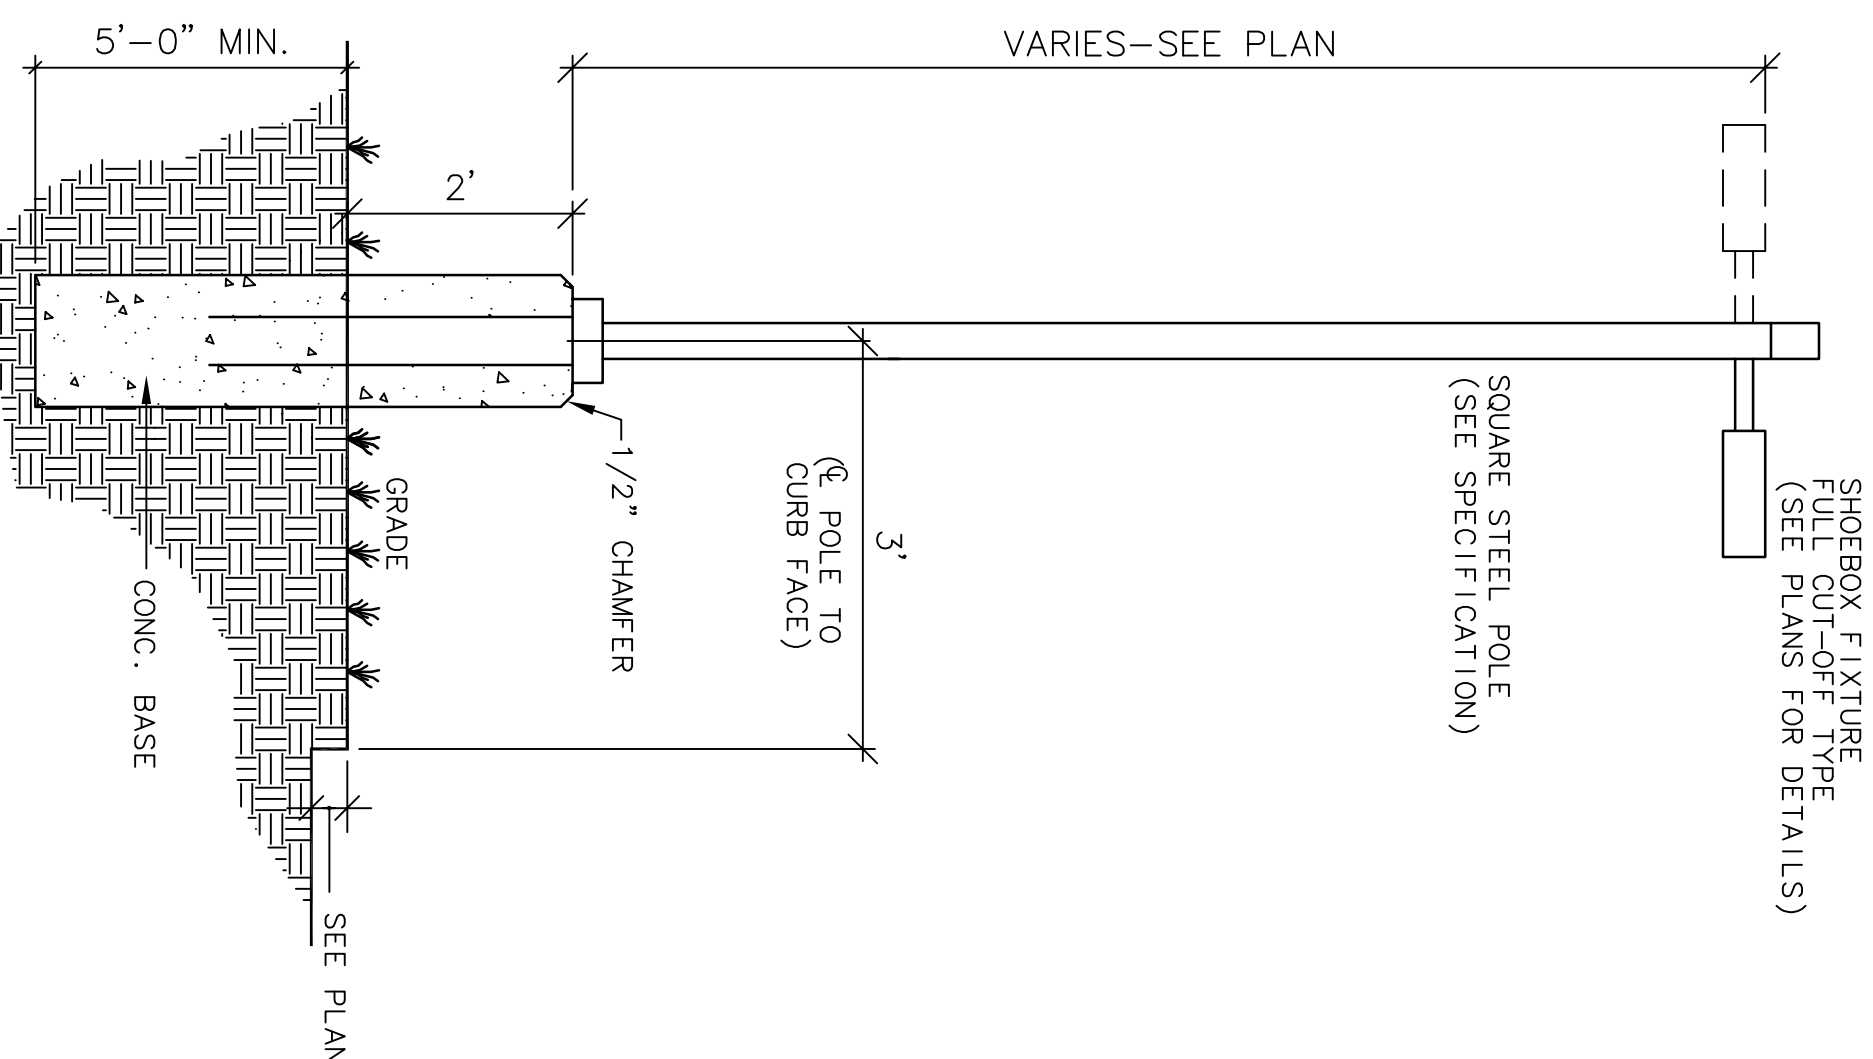 5'-0" MIN.
VARIES-SEE PLAN
2'
SHOEBOX FIXTURE
FULL CUT-OFF TYPE
(SEE PLANS FOR DETAILS)
SQUARE STEEL POLE
(SEE SPECIFICATION)
3'
(℄ POLE TO
CURB FACE)
1/2" CHAMFER
GRADE
SEE PLAN
CONC. BASE